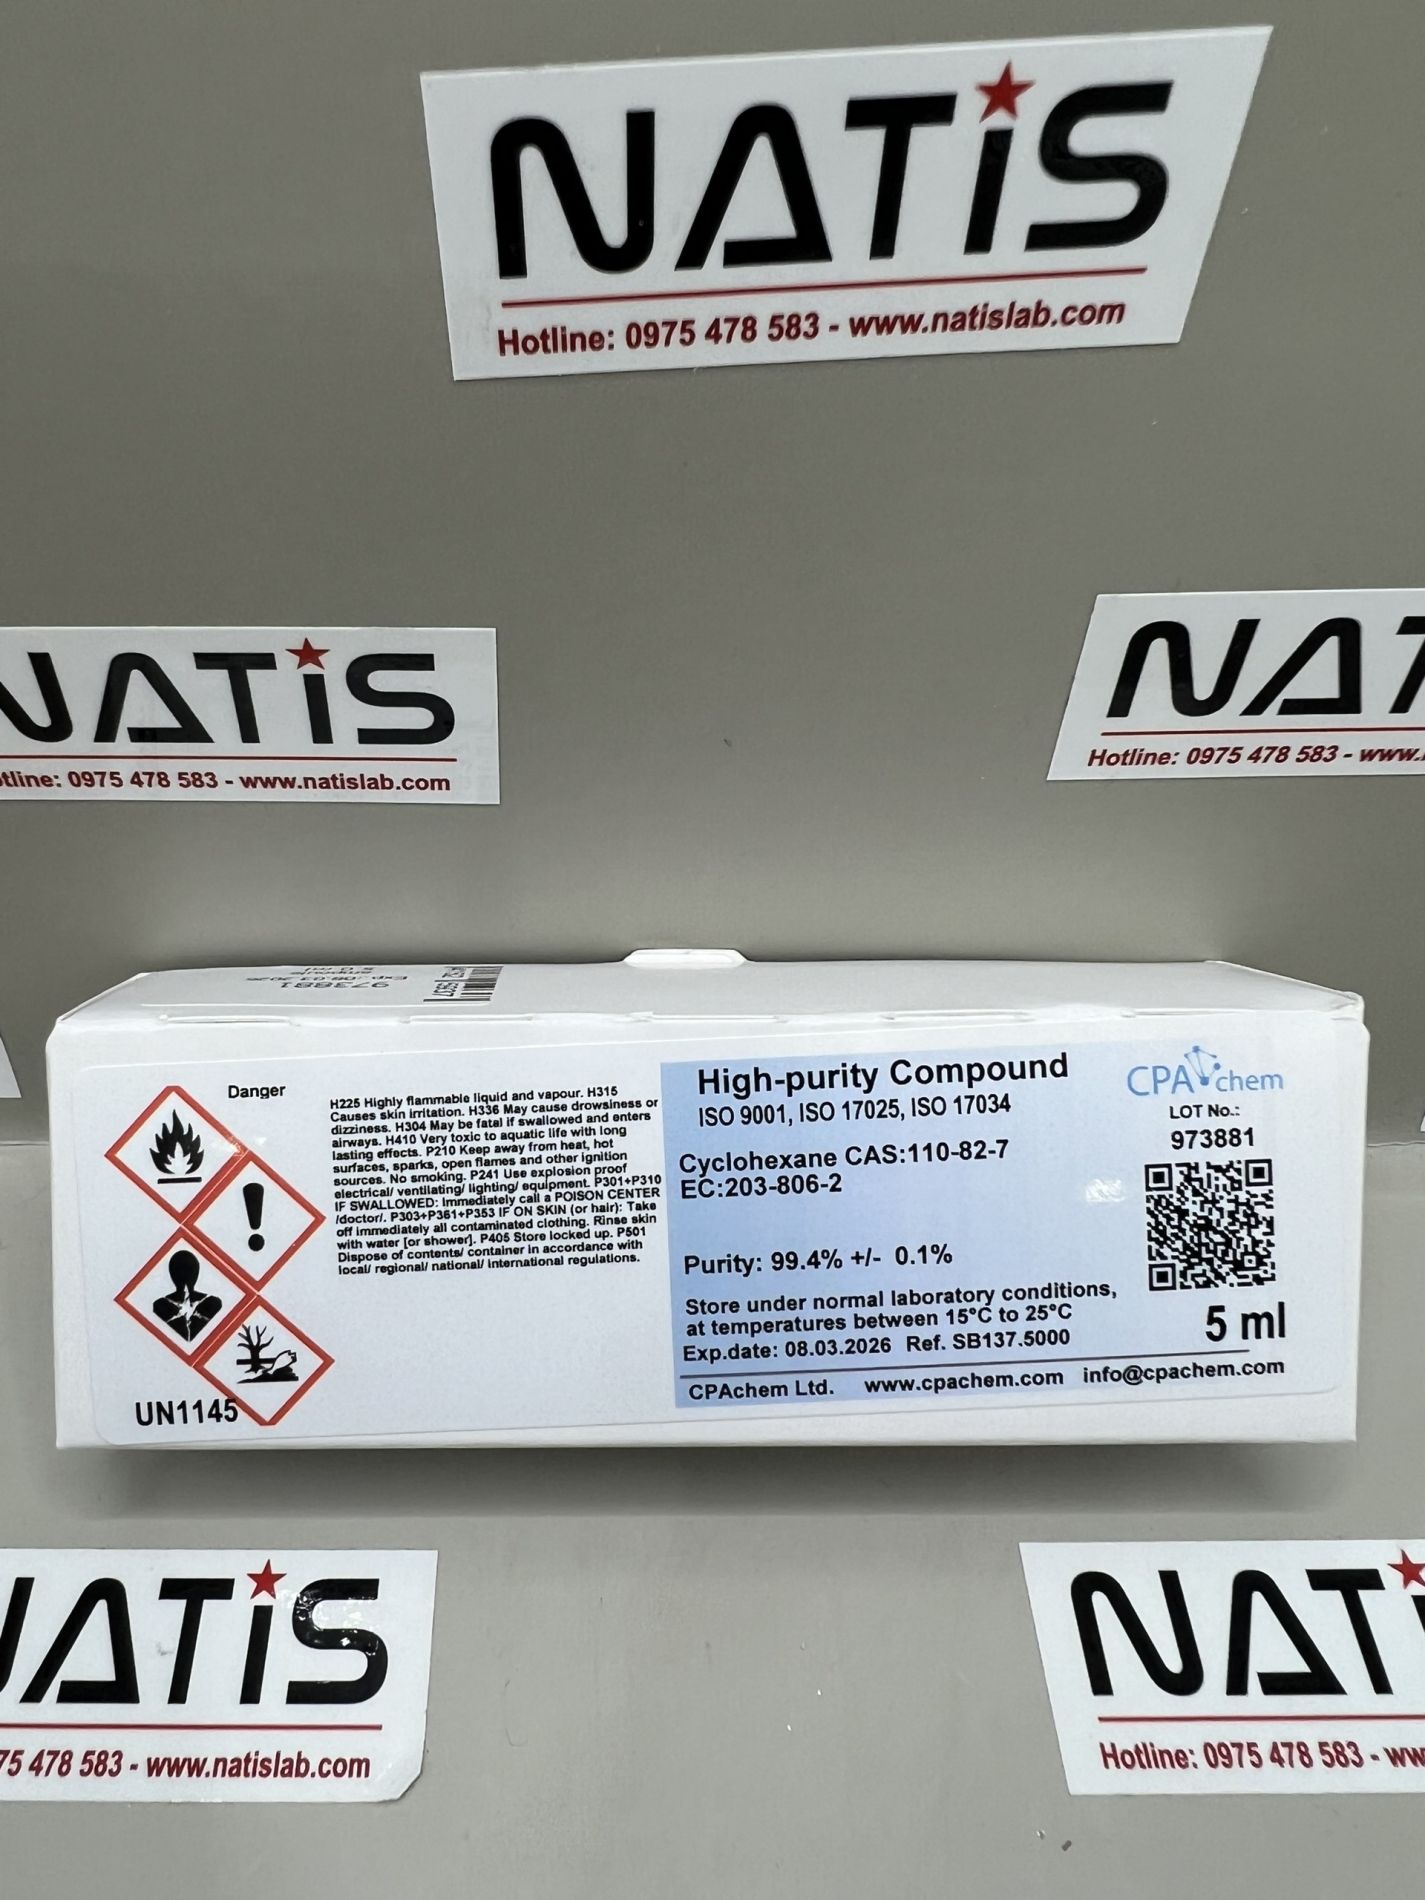 NATiS
Hotline: 0975 478 583 - www.natislab.com
NATiS
tline: 0975 478 583 - www.natislab.com
NAT
Hotline: 0975 478 583 - www.
973881
Exp.:08.03.2026
ampoule
5.0 ml
Danger
H225 Highly flammable liquid and vapour. H315
Causes skin irritation. H336 May cause drowsiness or
dizziness. H304 May be fatal if swallowed and enters
airways. H410 Very toxic to aquatic life with long
lasting effects. P210 Keep away from heat, hot
surfaces, sparks, open flames and other ignition
sources. No smoking. P241 Use explosion proof
electrical/ ventilating/ lighting/ equipment. P301+P310
IF SWALLOWED: Immediately call a POISON CENTER
/doctor/. P303+P361+P353 IF ON SKIN (or hair): Take
off immediately all contaminated clothing. Rinse skin
with water [or shower]. P405 Store locked up. P501
Dispose of contents/ container in accordance with
local/ regional/ national/ international regulations.
UN1145
High-purity Compound
ISO 9001, ISO 17025, ISO 17034
Cyclohexane CAS:110-82-7
EC:203-806-2
Purity: 99.4% +/- 0.1%
Store under normal laboratory conditions,
at temperatures between 15°C to 25°C
Exp.date: 08.03.2026 Ref. SB137.5000
CPAchem Ltd. www.cpachem.com info@cpachem.com
CPAchem
LOT No.:
973881
5 ml
NATiS
75 478 583 - www.natislab.com
NATi
Hotline: 0975 478 583 - ww